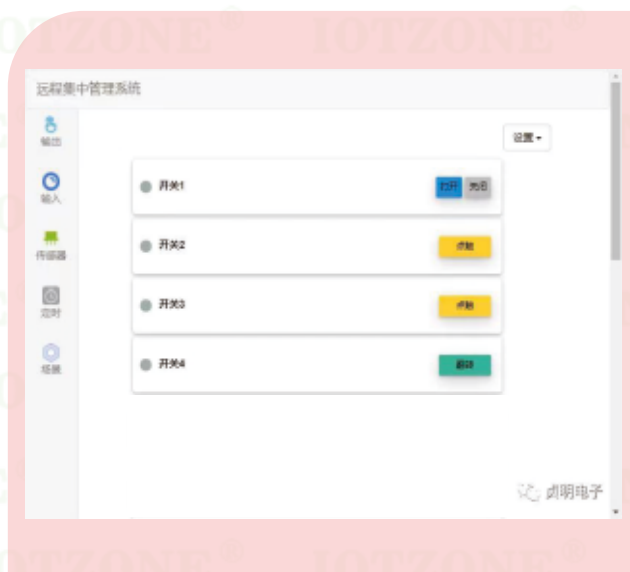 IOTZONE® IOTZONE®
远程集中管理系统
输出
设置
输入
开关1
打开 关闭
传感器
开关2
点触
定时
开关3
点触
场景
开关4
翻转
贞明电子
IOTZONE® IOTZONE®